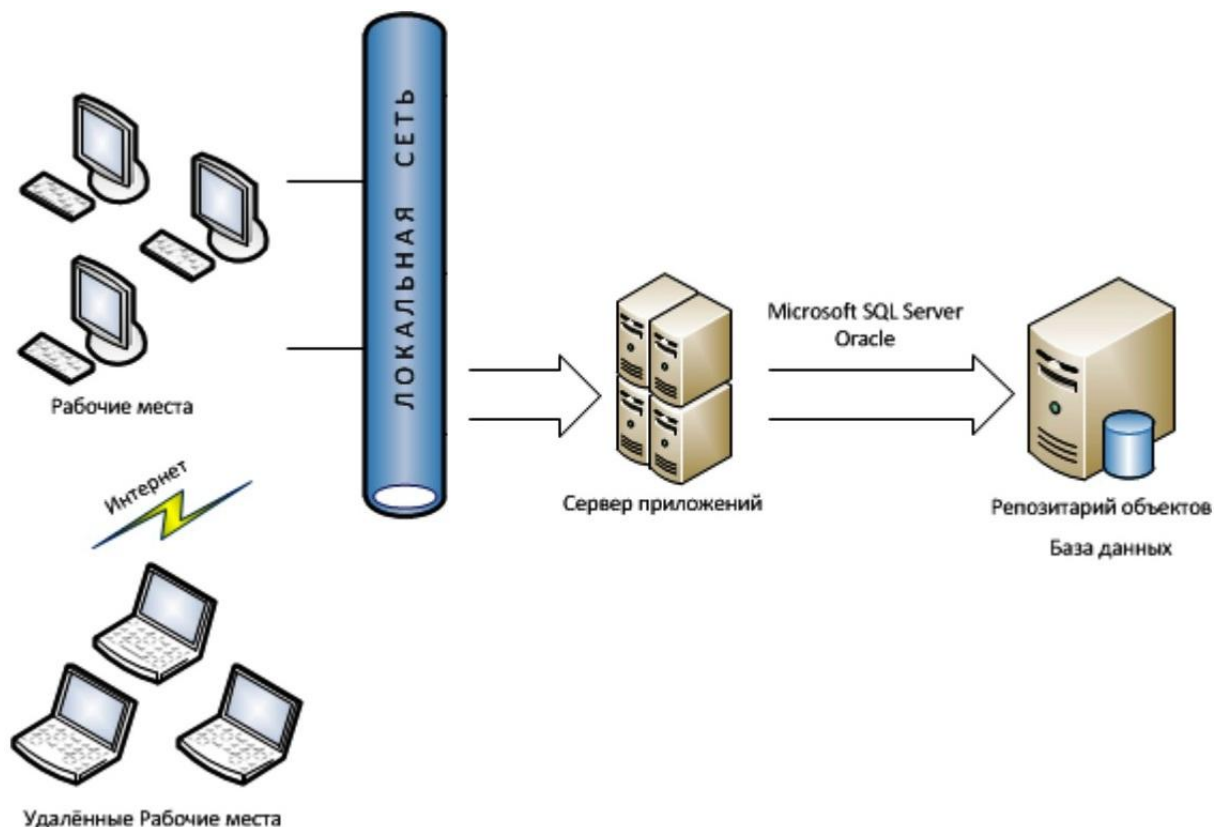 ЛОКАЛЬНАЯ СЕТЬ
Рабочие места
Интернет
Удалённые Рабочие места
Сервер приложений
Microsoft SQL Server
Oracle
Репозитарий объектов
База данных